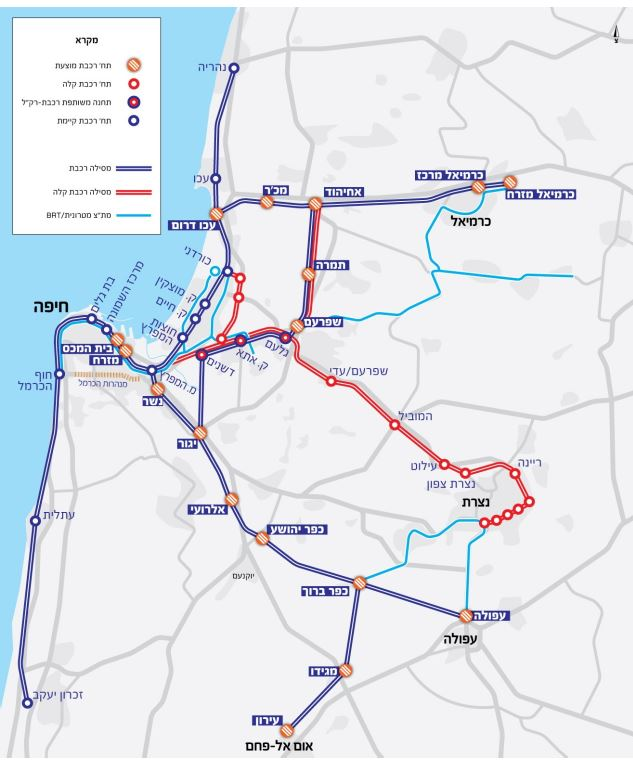 מקרא
תח' רכבת מוצעת
תח' רכבת קלה
תחנה משותפת רכבת-רק"ל
תח' רכבת קיימת
מסילה רכבת
מסילה רכבת קלה
מת"צ מטרונית/BRT
נהריה
עכו
עכו דרום
מכ'ר
אחיהוד
כרמיאל מרכז
כרמיאל מזרח
כרמיאל
תמרה
כורדני
ק. מוצקין
ק. חיים
חוצות
המפרץ
שפרעם
מרכז השמונה
בת גלים
חיפה
בית המכס
מזרח
מ.המפרץ
דשנים
ק. אתא
גלעם
חוף
הכרמל
מנהרות הכרמל
נשר
שפרעם/עדי
יגור
המוביל
עילוט
נצרת צפון
ריינה
נצרת
אלרועי
עתלית
כפר יהושע
יוקנעם
כפר ברוך
עפולה
עפולה
מגידו
זכרון יעקב
עירון
אום אל-פחם